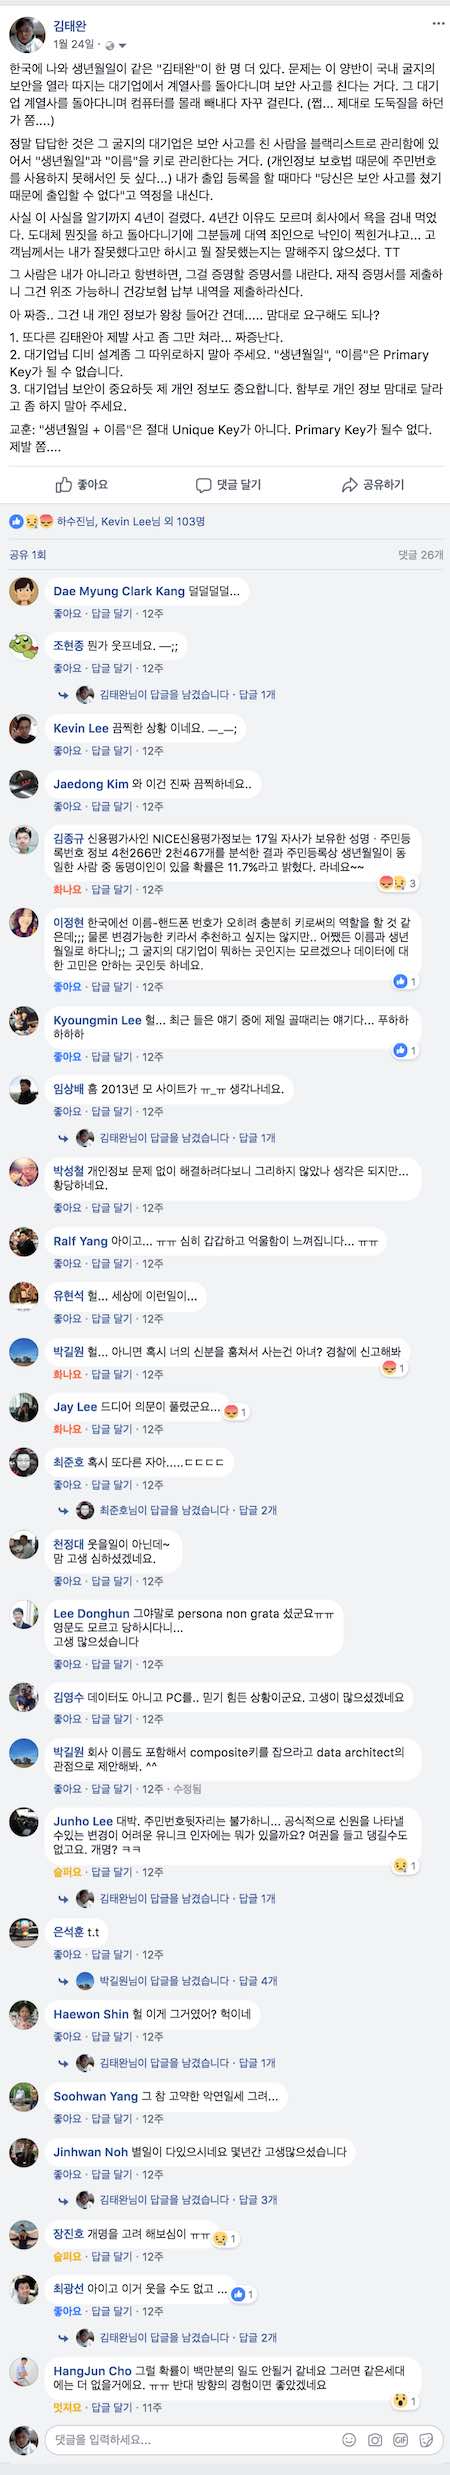 김태완
1월 24일 ·
한국에 나와 생년월일이 같은 "김태완"이 한 명 더 있다. 문제는 이 양반이 국내 굴지의
보안을 열라 따지는 대기업에서 계열사를 돌아다니며 보안 사고를 친다는 거다. 그 대기
업 계열사를 돌아다니며 컴퓨터를 몰래 빼내다 자꾸 걸린다. (쩝... 제대로 도둑질을 하던
가 쫌....)
정말 답답한 것은 그 굴지의 대기업은 보안 사고를 친 사람을 블랙리스트로 관리함에 있
어서 "생년월일"과 "이름"을 키로 관리한다는 거다. (개인정보 보호법 때문에 주민번호
를 사용하지 못해서인 듯 싶다...) 내가 출입 등록을 할 때마다 "당신은 보안 사고를 쳤기
때문에 출입할 수 없다"고 역정을 내신다.
사실 이 사실을 알기까지 4년이 걸렸다. 4년간 이유도 모르며 회사에서 욕을 겁내 먹었
다. 도대체 뭔짓을 하고 돌아다니기에 그분들께 대역 죄인으로 낙인이 찍힌거냐고... 고
객님께서는 내가 잘못했다고만 하시고 뭘 잘못했는지는 말해주지 않으셨다. TT
그 사람은 내가 아니라고 항변하면, 그걸 증명할 증명서를 내란다. 재직 증명서를 제출하
니 그건 위조 가능하니 건강보험 납부 내역을 제출하라신다.
아 짜증.. 그건 내 개인 정보가 왕창 들어간 건데..... 맘대로 요구해도 되나?
1. 또다른 김태완아 제발 사고 좀 그만 쳐라... 짜증난다.
2. 대기업님 디비 설계좀 그 따위로하지 말아 주세요. "생년월일", "이름"은 Primary
Key가 될 수 없습니다.
3. 대기업님 보안이 중요하듯 제 개인 정보도 중요합니다. 함부로 개인 정보 맘대로 달라
고 좀 하지 말아 주세요.
교훈: "생년월일 + 이름"은 절대 Unique Key가 아니다. Primary Key가 될수 없다.
제발 쫌....
좋아요 댓글 달기 공유하기
하수진님, Kevin Lee님 외 103명
공유 1회 댓글 26개
Dae Myung Clark Kang 덜덜덜덜...
좋아요 · 답글 달기 · 12주
조현종 뭔가 웃프네요. ㅡ;;
좋아요 · 답글 달기 · 12주
김태완님이 답글을 남겼습니다 · 답글 1개
Kevin Lee 끔찍한 상황 이네요. ㅡ_ㅡ;
좋아요 · 답글 달기 · 12주
Jaedong Kim 와 이건 진짜 끔찍하네요..
좋아요 · 답글 달기 · 12주
김종규 신용평가사인 NICE신용평가정보는 17일 자사가 보유한 성명ㆍ주민등
록번호 정보 4천266만 2천467개를 분석한 결과 주민등록상 생년월일이 동
일한 사람 중 동명이인이 있을 확률은 11.7%라고 밝혔다. 라네요~~
3
화나요 · 답글 달기 · 12주
이정현 한국에선 이름-핸드폰 번호가 오히려 충분히 키로써의 역할을 할 것 같
은데;;; 물론 변경가능한 키라서 추천하고 싶지는 않지만.. 어쨌든 이름과 생년
월일로 하다니;; 그 굴지의 대기업이 뭐하는 곳인지는 모르겠으나 데이터에 대
한 고민은 안하는 곳인듯 하네요.
1
좋아요 · 답글 달기 · 12주
Kyoungmin Lee 헐... 최근 들은 얘기 중에 제일 골때리는 얘기다... 푸하하
하하하
1
좋아요 · 답글 달기 · 12주
임상배 흠 2013년 모 사이트가 ㅠ_ㅠ 생각나네요.
좋아요 · 답글 달기 · 12주
김태완님이 답글을 남겼습니다 · 답글 1개
박성철 개인정보 문제 없이 해결하려다보니 그리하지 않았나 생각은 되지만...
황당하네요.
좋아요 · 답글 달기 · 12주
Ralf Yang 아이고... ㅠㅠ 심히 갑갑하고 억울함이 느껴집니다... ㅠㅠ
좋아요 · 답글 달기 · 12주
유현석 헐... 세상에 이런일이...
좋아요 · 답글 달기 · 12주
박길원 헐... 아니면 혹시 너의 신분을 훔쳐서 사는건 아녀? 경찰에 신고해봐
1
화나요 · 답글 달기 · 12주
Jay Lee 드디어 의문이 풀렸군요... 1
화나요 · 답글 달기 · 12주
최준호 혹시 또다른 자아.....ㄷㄷㄷㄷ
좋아요 · 답글 달기 · 12주
최준호님이 답글을 남겼습니다 · 답글 2개
천정대 웃을일이 아닌데~
맘 고생 심하셨겠네요.
좋아요 · 답글 달기 · 12주
Lee Donghun 그야말로 persona non grata 셨군요ㅠㅠ
영문도 모르고 당하시다니...
고생 많으셨습니다
좋아요 · 답글 달기 · 12주
김영수 데이터도 아니고 PC를.. 믿기 힘든 상황이군요. 고생이 많으셨겠네요
좋아요 · 답글 달기 · 12주
박길원 회사 이름도 포함해서 composite키를 잡으라고 data architect의
관점으로 제안해봐. ^^
좋아요 · 답글 달기 · 12주 · 수정됨
Junho Lee 대박. 주민번호뒷자리는 불가하니... 공식적으로 신원을 나타낼
수있는 변경이 어려운 유니크 인자에는 뭐가 있을까요? 여권을 들고 댕길수도
없고요. 개명? ㅋㅋ
1
슬퍼요 · 답글 달기 · 12주
김태완님이 답글을 남겼습니다 · 답글 1개
은석훈 t.t
좋아요 · 답글 달기 · 12주
박길원님이 답글을 남겼습니다 · 답글 4개
Haewon Shin 헐 이게 그거였어? 헉이네
좋아요 · 답글 달기 · 12주
김태완님이 답글을 남겼습니다 · 답글 1개
Soohwan Yang 그 참 고약한 악연일세 그려...
좋아요 · 답글 달기 · 12주
Jinhwan Noh 별일이 다있으시네요 몇년간 고생많으셨습니다
좋아요 · 답글 달기 · 12주
김태완님이 답글을 남겼습니다 · 답글 3개
장진호 개명을 고려 해보심이 ㅠㅠ 1
슬퍼요 · 답글 달기 · 12주
최광선 아이고 이거 웃을 수도 없고 ... 1
좋아요 · 답글 달기 · 12주
김태완님이 답글을 남겼습니다 · 답글 2개
HangJun Cho 그럴 확률이 백만분의 일도 안될거 같네요 그러면 같은세대
에는 더 없을거에요. ㅠㅠ 반대 방향의 경험이면 좋았겠네요
1
멋져요 · 답글 달기 · 11주
댓글을 입력하세요...
GIF